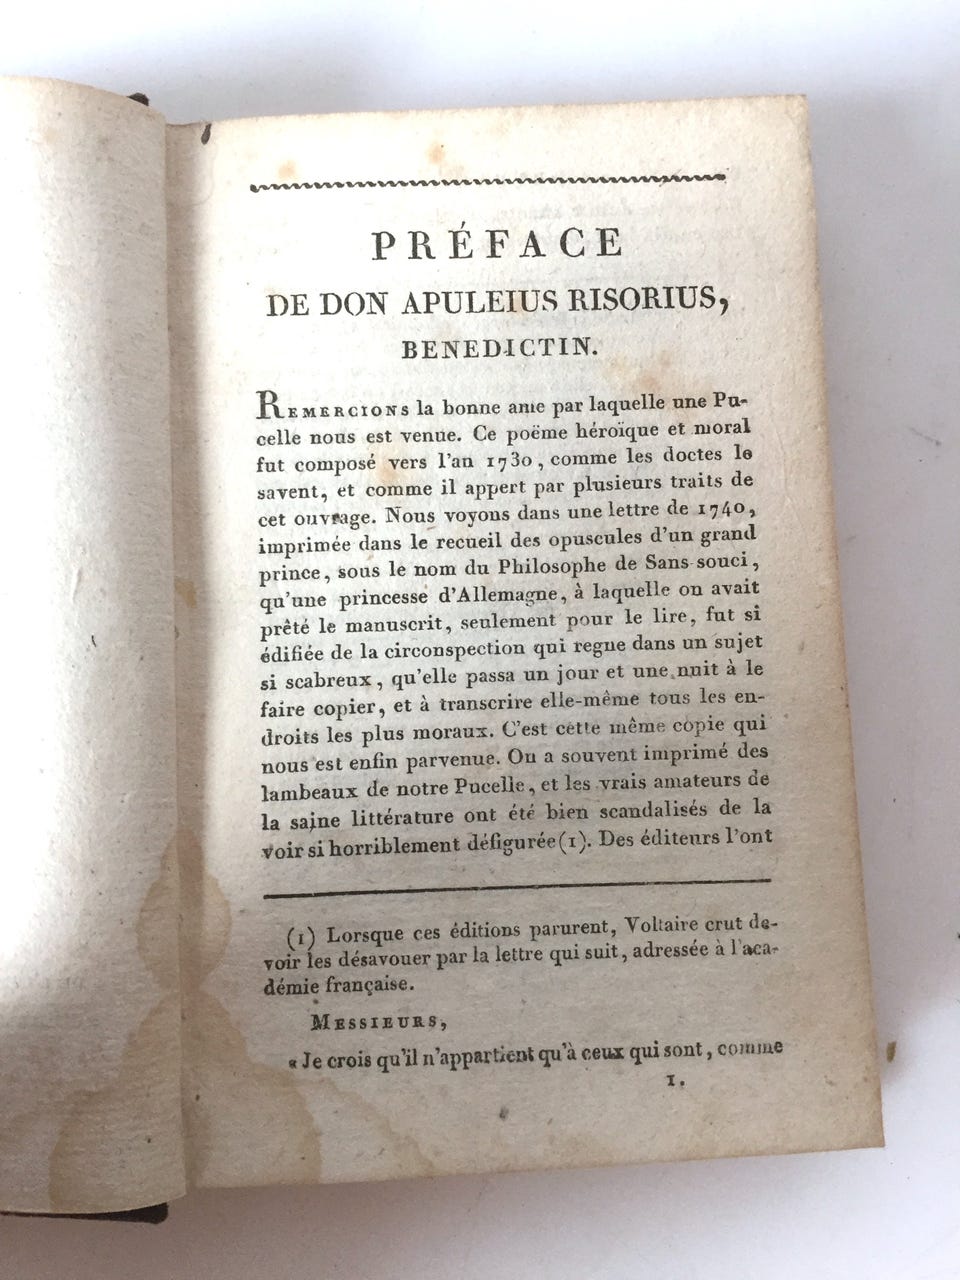 PRÉFACE
DE DON APULEIUS RISORIUS,
BENEDICTIN.
REMERCIONS la bonne ame par laquelle une Pu-
celle nous est venue. Ce poëme héroïque et moral
fut composé vers l'an 1730, comme les doctes le
savent, et comme il appert par plusieurs traits de
cet ouvrage. Nous voyons dans une lettre de 1740,
imprimée dans le recueil des opuscules d'un grand
prince, sous le nom du Philosophe de Sans-souci,
qu'une princesse d'Allemagne, à laquelle on avait
prêté le manuscrit, seulement pour le lire, fut si
édifiée de la circonspection qui regne dans un sujet
si scabreux, qu'elle passa un jour et une nuit à le
faire copier, et à transcrire elle-même tous les en-
droits les plus moraux. C'est cette même copie qui
nous est enfin parvenue. On a souvent imprimé des
lambeaux de notre Pucelle, et les vrais amateurs de
la saine littérature ont été bien scandalisés de la
voir si horriblement défigurée (1). Des éditeurs l'ont
(1) Lorsque ces éditions parurent, Voltaire crut de-
voir les désavouer par la lettre qui suit, adressée à l'aca-
démie française.
MESSIEURS,
« Je crois qu'il n'appartient qu'à ceux qui sont, comme
1.